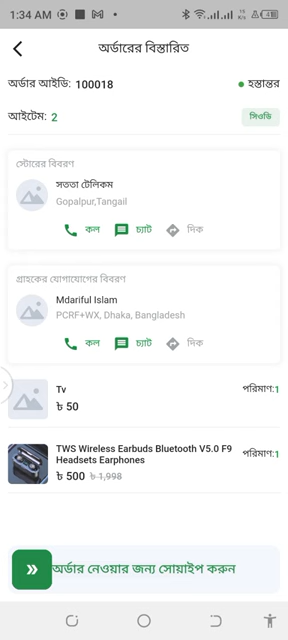 1:34 AM
অর্ডারের বিস্তারিত
অর্ডার আইডি: 100018
হস্তান্তর
আইটেম: 2
সিওডি
স্টোরের বিবরণ
সততা টেলিকম
Gopalpur,Tangail
কল চ্যাট দিক
গ্রাহকের যোগাযোগের বিবরণ
Mdariful Islam
PCRF+WX, Dhaka, Bangladesh
কল চ্যাট দিক
Tv
পরিমাণ:1
৳ 50
TWS Wireless Earbuds Bluetooth V5.0 F9
Headsets Earphones
পরিমাণ:1
৳ 500 ৳ 1,998
অর্ডার নেওয়ার জন্য সোয়াইপ করুন